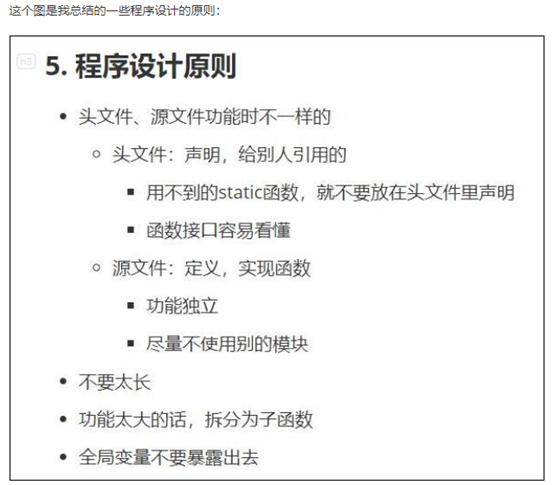 这个图是我总结的一些程序设计的原则：
h3
5. 程序设计原则
头文件、源文件功能时不一样的
头文件：声明，给别人引用的
用不到的static函数，就不要放在头文件里声明
函数接口容易看懂
源文件：定义，实现函数
功能独立
尽量不使用别的模块
不要太长
功能太大的话，拆分为子函数
全局变量不要暴露出去